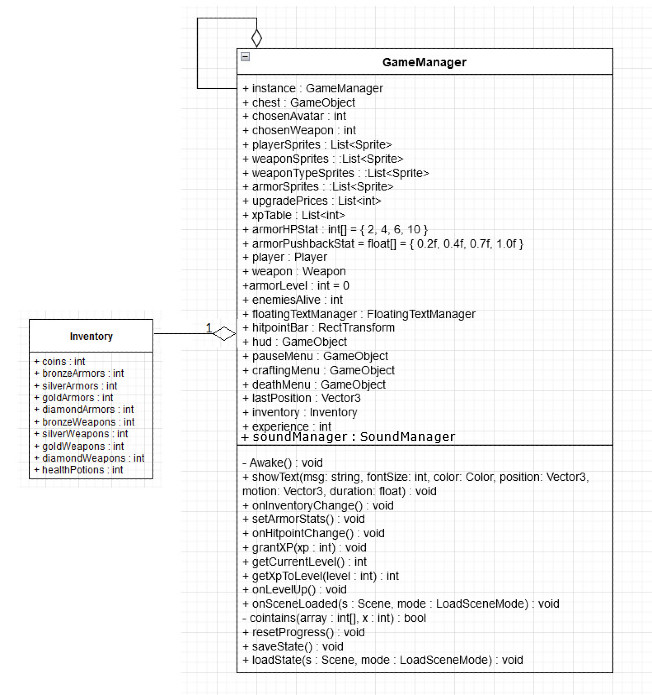 GameManager
+ instance : GameManager
+ chest : GameObject
+ chosenAvatar : int
+ chosenWeapon : int
+ playerSprites : List<Sprite>
+ weaponSprites : :List<Sprite>
+ weaponTypeSprites : :List<Sprite>
+ armorSprites : :List<Sprite>
+ upgradePrices : List<int>
+ xpTable : List<int>
+ armorHPStat : int[] = { 2, 4, 6, 10 }
+ armorPushbackStat = float[] = { 0.2f, 0.4f, 0.7f, 1.0f }
+ player : Player
+ weapon : Weapon
+armorLevel : int = 0
+ enemiesAlive : int
+ floatingTextManager : FloatingTextManager
+ hitpointBar : RectTransform
+ hud : GameObject
+ pauseMenu : GameObject
+ craftingMenu : GameObject
+ deathMenu : GameObject
+ lastPosition : Vector3
+ inventory : Inventory
+ experience : int
+ soundManager : SoundManager
- Awake() : void
+ showText(msg: string, fontSize: int, color: Color, position: Vector3,
motion: Vector3, duration: float) : void
+ onInventoryChange() : void
+ setArmorStats() : void
+ onHitpointChange() : void
+ grantXP(xp : int) : void
+ getCurrentLevel() : int
+ getXpToLevel(level : int) : int
+ onLevelUp() : void
+ onSceneLoaded(s : Scene, mode : LoadSceneMode) : void
- cointains(array : int[], x : int) : bool
+ resetProgress() : void
+ saveState() : void
+ loadState(s : Scene, mode : LoadSceneMode) : void
1
Inventory
+ coins : int
+ bronzeArmors : int
+ silverArmors : int
+ goldArmors : int
+ diamondArmors : int
+ bronzeWeapons : int
+ silverWeapons : int
+ goldWeapons : int
+ diamondWeapons : int
+ healthPotions : int